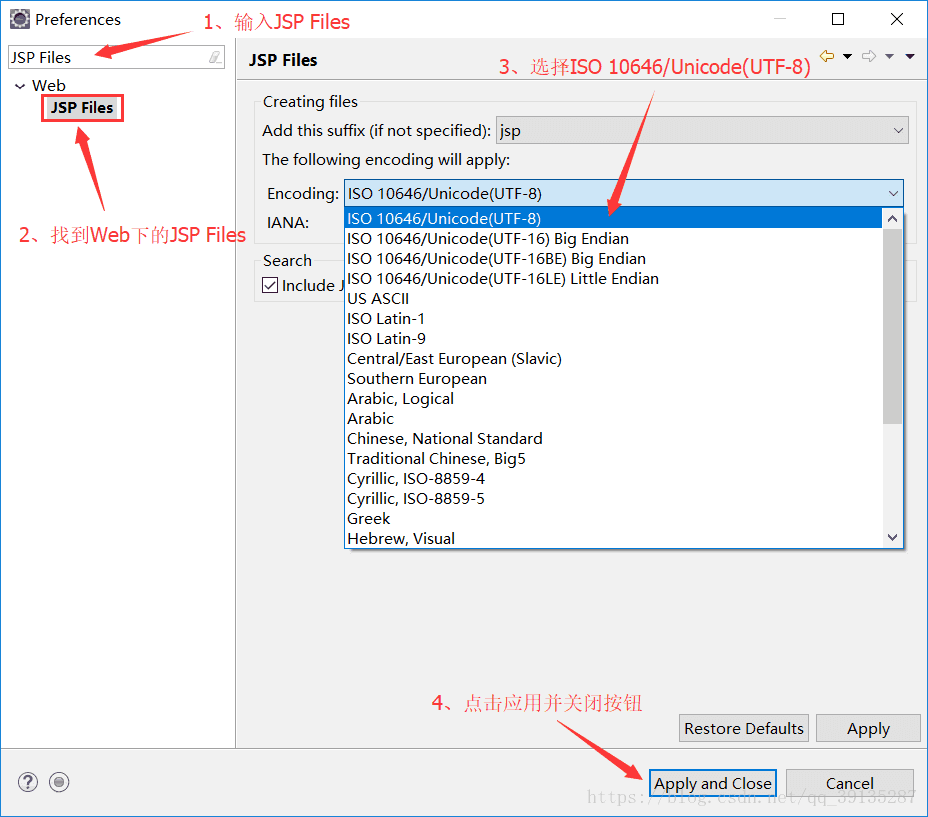 Preferences
1、输入JSP Files
JSP Files
Web
JSP Files
2、找到Web下的JSP Files
JSP Files
3、选择ISO 10646/Unicode(UTF-8)
Creating files
Add this suffix (if not specified): jsp
The following encoding will apply:
Encoding: ISO 10646/Unicode(UTF-8)
IANA:
Search
Include J
ISO 10646/Unicode(UTF-8)
ISO 10646/Unicode(UTF-16) Big Endian
ISO 10646/Unicode(UTF-16BE) Big Endian
ISO 10646/Unicode(UTF-16LE) Little Endian
US ASCII
ISO Latin-1
ISO Latin-9
Central/East European (Slavic)
Southern European
Arabic, Logical
Arabic
Chinese, National Standard
Traditional Chinese, Big5
Cyrillic, ISO-8859-4
Cyrillic, ISO-8859-5
Greek
Hebrew, Visual
4、点击应用并关闭按钮
Restore Defaults Apply
? Apply and Close Cancel
https://blog.csdn.net/qq_39135287